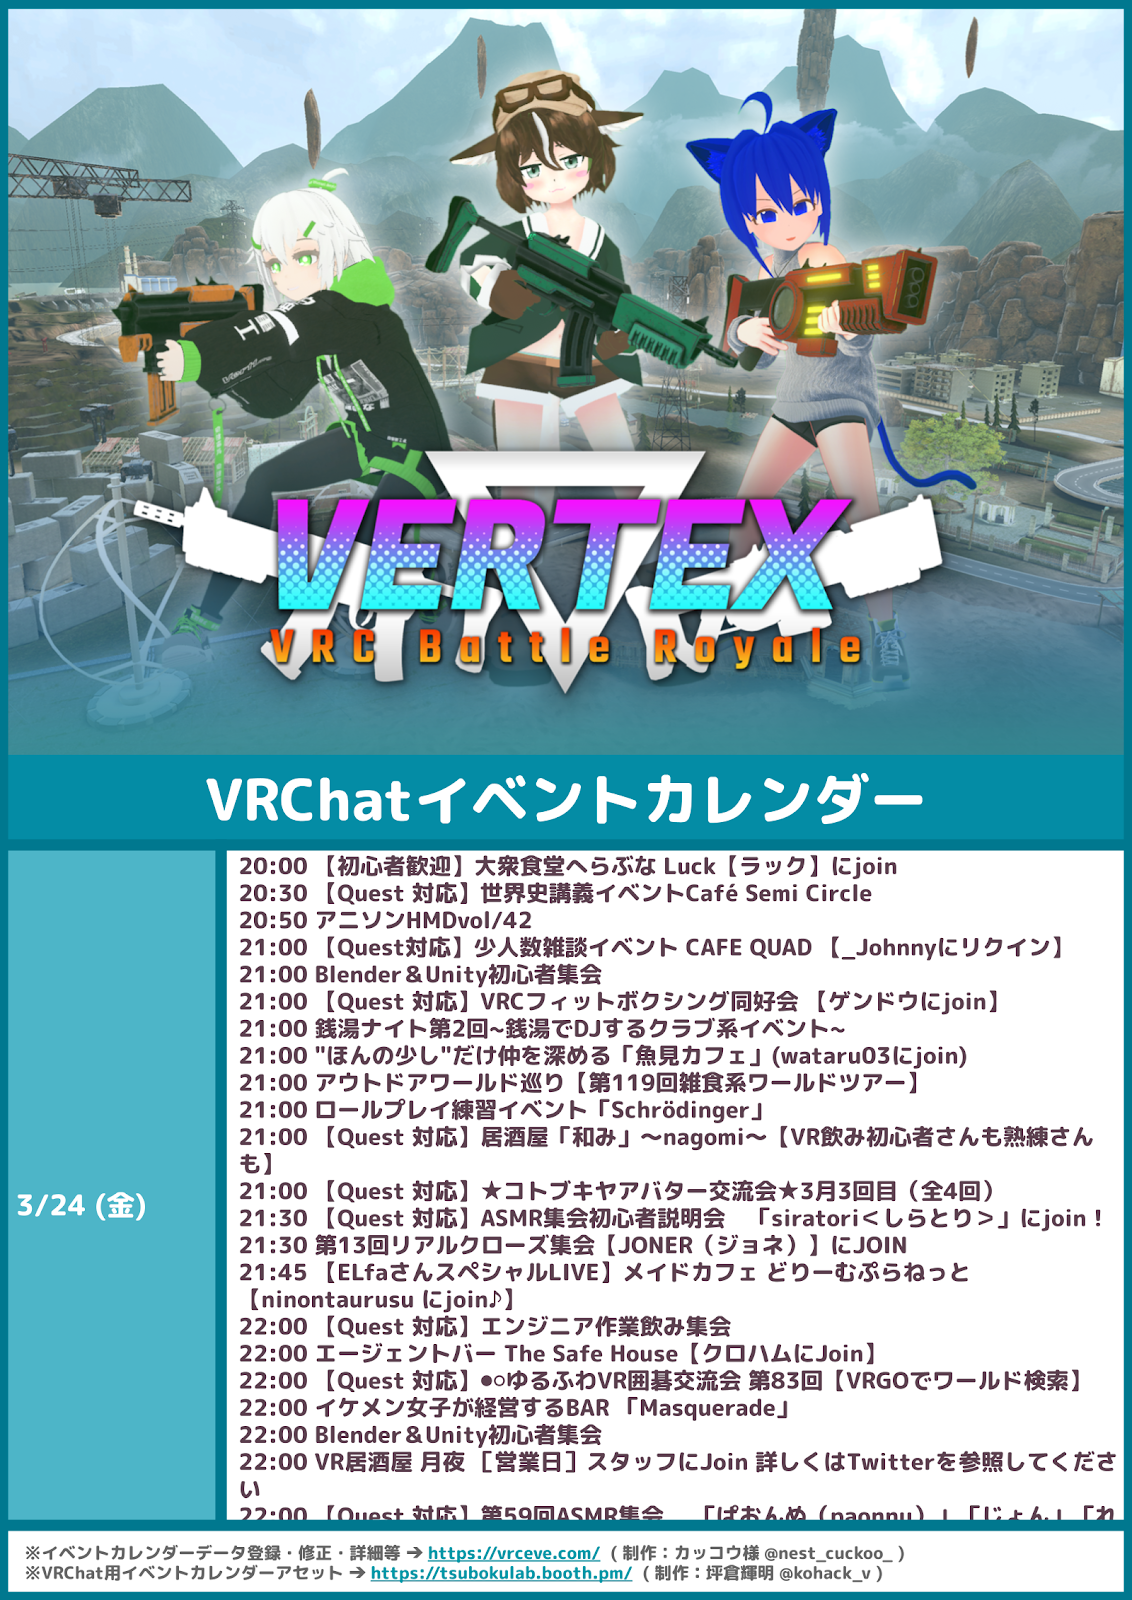 VERTEX
VRC Battle Royale
VRChatイベントカレンダー
3/24 (金)
20:00 【初心者歓迎】大衆食堂へらぶな Luck【ラック】にjoin
20:30 【Quest 対応】世界史講義イベントCafé Semi Circle
20:50 アニソンHMDvol/42
21:00 【Quest対応】少人数雑談イベント CAFE QUAD 【_Johnnyにリクイン】
21:00 Blender＆Unity初心者集会
21:00 【Quest 対応】VRCフィットボクシング同好会 【ゲンドウにjoin】
21:00 銭湯ナイト第2回~銭湯でDJするクラブ系イベント~
21:00 "ほんの少し"だけ仲を深める「魚見カフェ」(wataru03にjoin)
21:00 アウトドアワールド巡り【第119回雑食系ワールドツアー】
21:00 ロールプレイ練習イベント「Schrödinger」
21:00 【Quest 対応】居酒屋「和み」～nagomi～【VR飲み初心者さんも熟練さん
も】
21:00 【Quest 対応】★コトブキヤアバター交流会★3月3回目（全4回）
21:30 【Quest 対応】ASMR集会初心者説明会　「siratori＜しらとり＞」にjoin！
21:30 第13回リアルクローズ集会【JONER（ジョネ）】にJOIN
21:45 【ELfaさんスペシャルLIVE】メイドカフェ どりーむぷらねっと
【ninontaurusu にjoin♪】
22:00 【Quest 対応】エンジニア作業飲み集会
22:00 エージェントバー The Safe House【クロハムにJoin】
22:00 【Quest 対応】●○ゆるふわVR囲碁交流会 第83回【VRGOでワールド検索】
22:00 イケメン女子が経営するBAR 「Masquerade」
22:00 Blender＆Unity初心者集会
22:00 VR居酒屋 月夜 ［営業日］スタッフにJoin 詳しくはTwitterを参照してくださ
い
22:00 【Quest 対応】第59回ASMR集会　「ぱおんぬ（paonnu）」「じょん」「れ
※イベントカレンダーデータ登録・修正・詳細等 ➔ https://vrceve.com/ （制作：カッコウ様 @nest_cuckoo_ ）
※VRChat用イベントカレンダーアセット ➔ https://tsubokulab.booth.pm/ （制作：坪倉輝明 @kohack_v ）